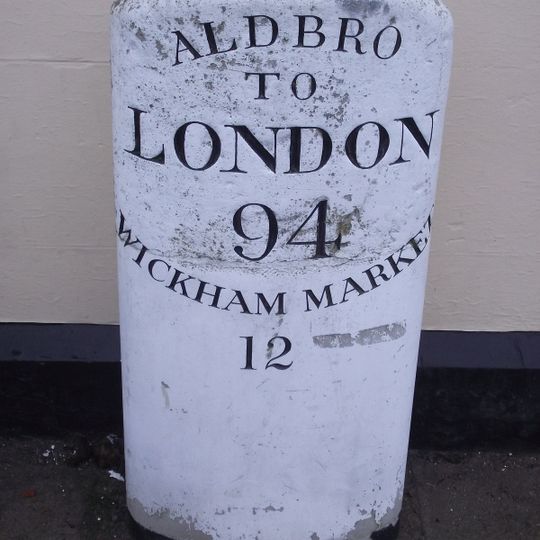 ALDBRO
TO
LONDON
94
WICKHAM MARKET
12